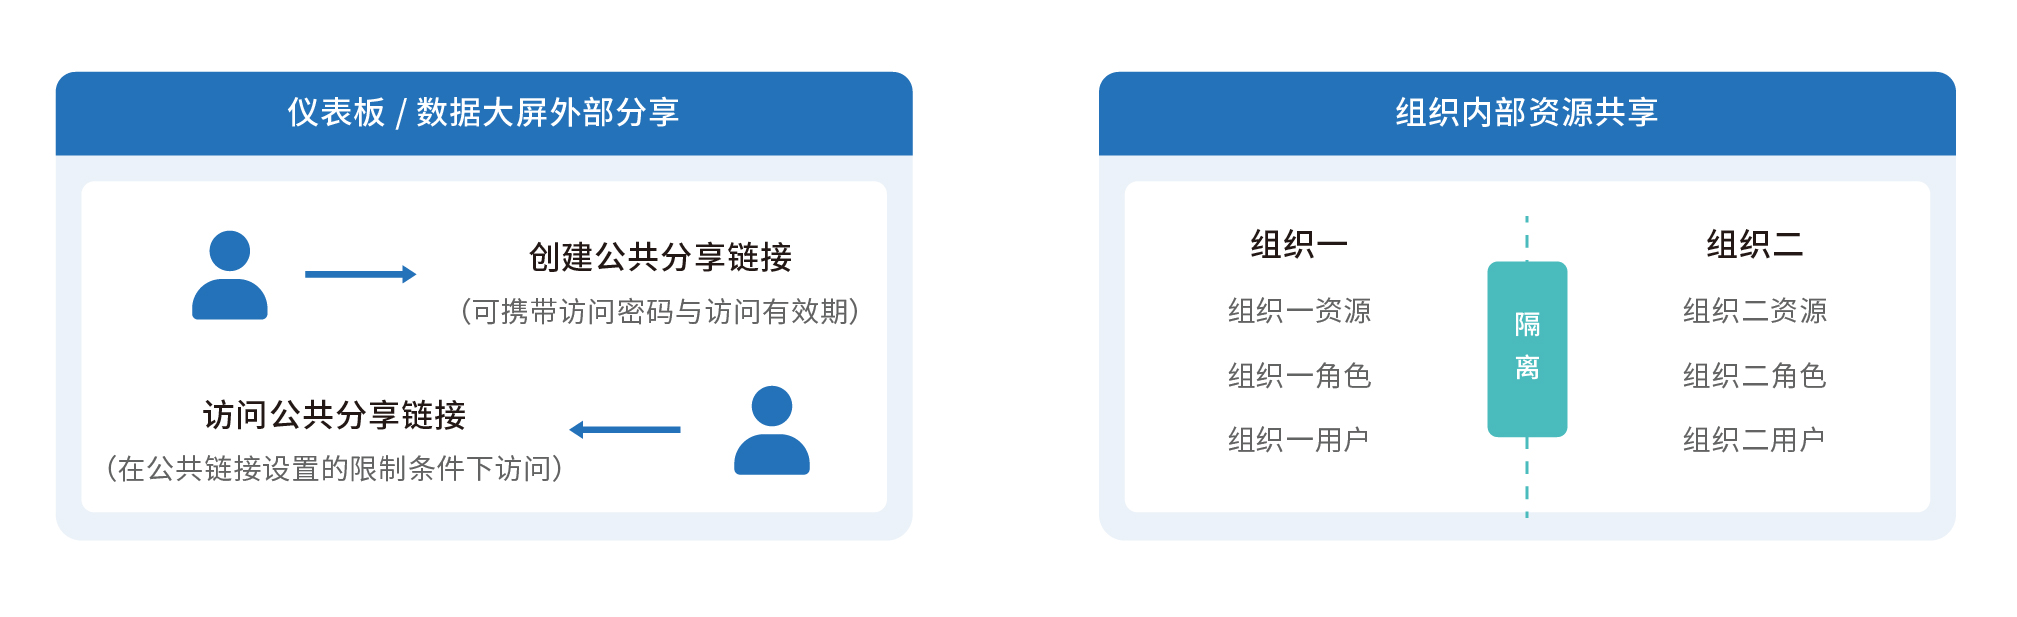 仪表板 / 数据大屏外部分享
创建公共分享链接
（可携带访问密码与访问有效期）
访问公共分享链接
（在公共链接设置的限制条件下访问）
组织内部资源共享
组织一
组织一资源
组织一角色
组织一用户
隔
离
组织二
组织二资源
组织二角色
组织二用户